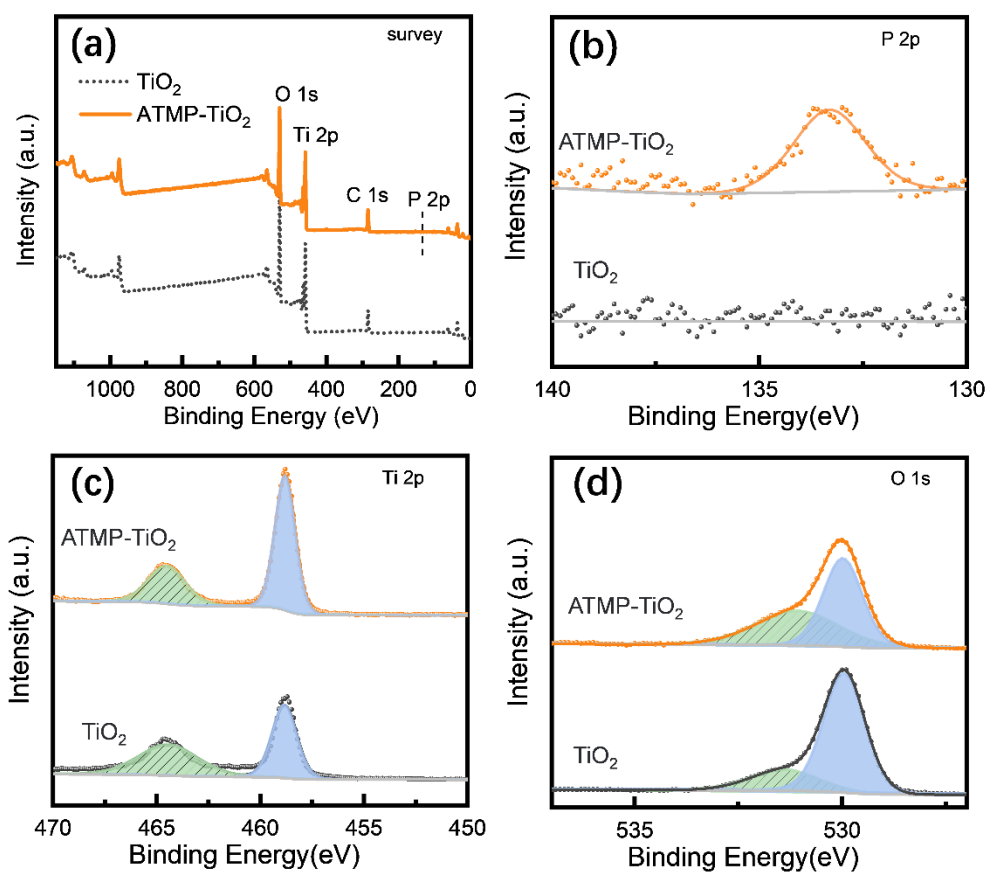 (a)
survey
TiO₂
ATMP-TiO₂
O 1s
Ti 2p
C 1s
P 2p
Intensity (a.u.)
1000 800 600 400 200 0
Binding Energy (eV)
(b)
P 2p
ATMP-TiO₂
TiO₂
Intensity (a.u.)
140 135 130
Binding Energy(eV)
(c)
Ti 2p
ATMP-TiO₂
TiO₂
Intensity (a.u.)
470 465 460 455 450
Binding Energy(eV)
(d)
O 1s
ATMP-TiO₂
TiO₂
Intensity (a.u.)
535 530
Binding Energy(eV)